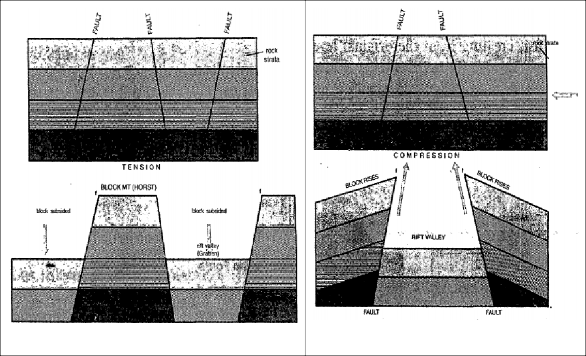 FAULT
FAULT
FAULT
rock
strata
TENSION
BLOCK MT (HORST)
block subsided
block subsided
rift valley
(Graben)
FAULT
FAULT
rock strata
COMPRESSION
BLOCK RISES
BLOCK RISES
RIFT VALLEY
FAULT
FAULT